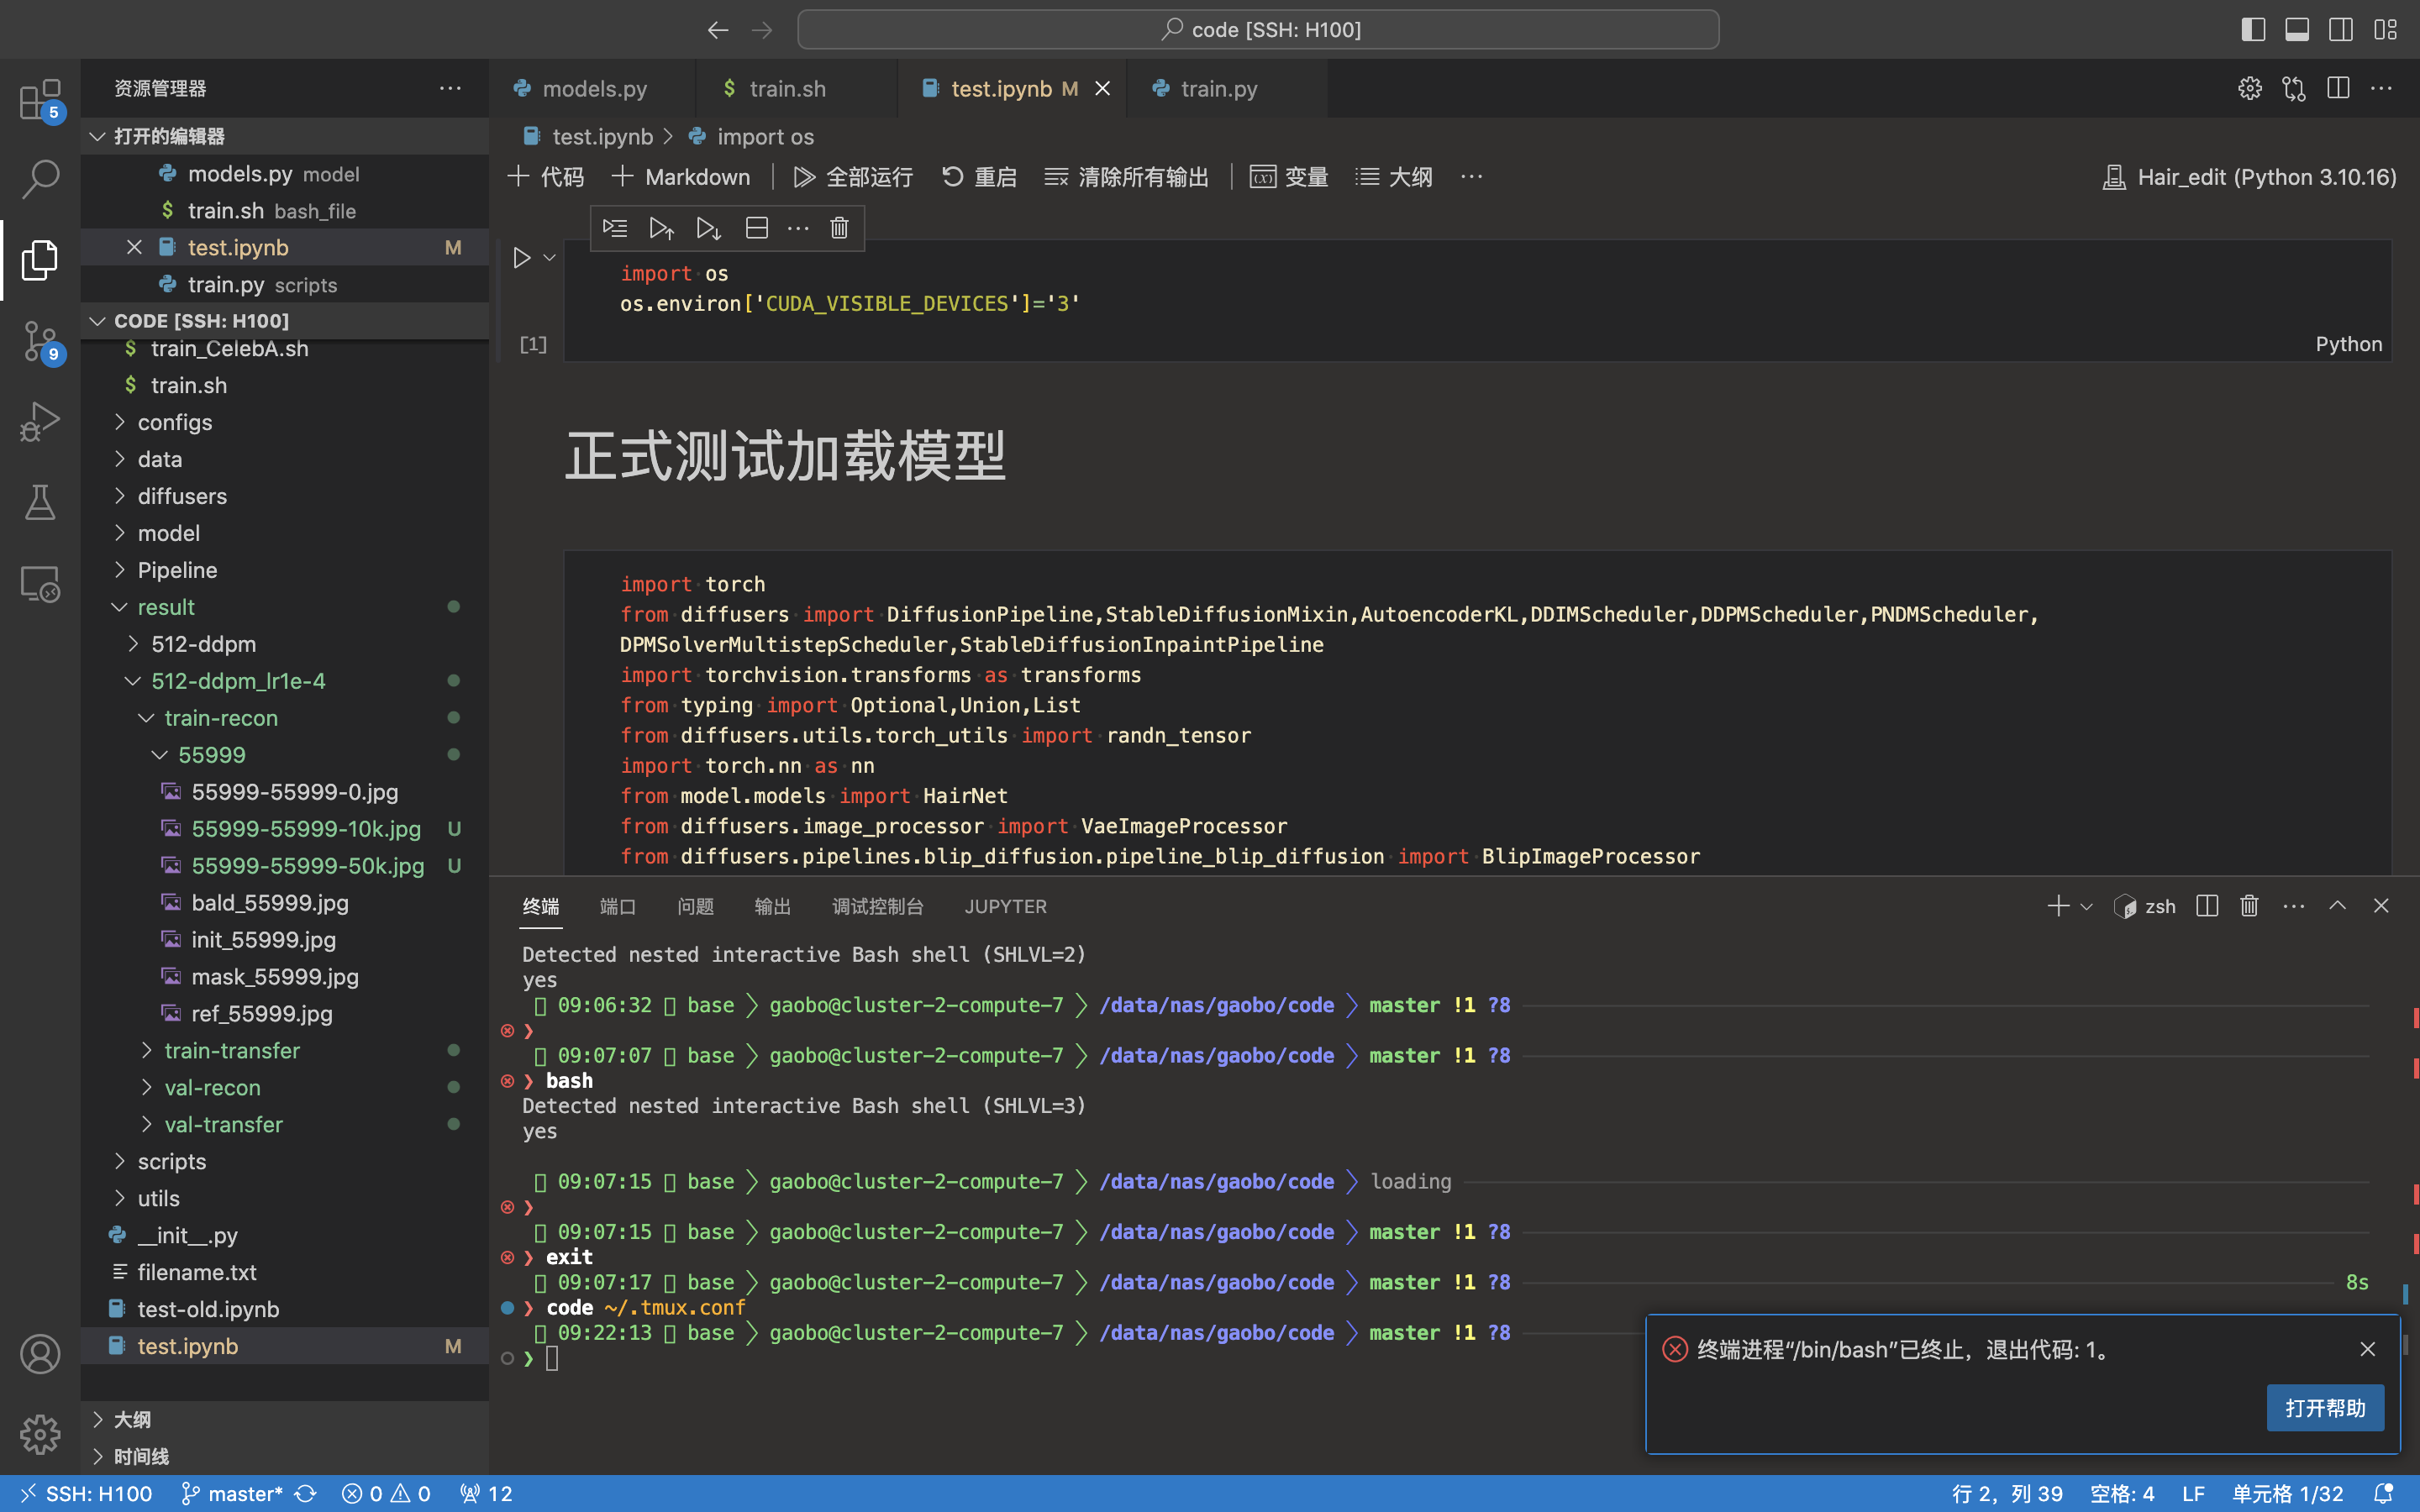 code [SSH: H100]
资源管理器
5
打开的编辑器
models.py model
train.sh bash_file
test.ipynb M
train.py scripts
CODE [SSH: H100]
9
train_CelebA.sh
train.sh
configs
data
diffusers
model
Pipeline
result
512-ddpm
512-ddpm_lr1e-4
train-recon
55999
55999-55999-0.jpg
55999-55999-10k.jpg U
55999-55999-50k.jpg U
bald_55999.jpg
init_55999.jpg
mask_55999.jpg
ref_55999.jpg
train-transfer
val-recon
val-transfer
scripts
utils
__init__.py
filename.txt
test-old.ipynb
test.ipynb M
大纲
时间线
models.py
train.sh
test.ipynb M
train.py
test.ipynb > import os
代码 Markdown 全部运行 重启 清除所有输出 变量 大纲 ···
Hair_edit (Python 3.10.16)
import os
os.environ['CUDA_VISIBLE_DEVICES']='3'
[1]
Python
正式测试加载模型
import torch
from diffusers import DiffusionPipeline,StableDiffusionMixin,AutoencoderKL,DDIMScheduler,DDPMScheduler,PNDMScheduler,
DPMSolverMultistepScheduler,StableDiffusionInpaintPipeline
import torchvision.transforms as transforms
from typing import Optional,Union,List
from diffusers.utils.torch_utils import randn_tensor
import torch.nn as nn
from model.models import HairNet
from diffusers.image_processor import VaeImageProcessor
from diffusers.pipelines.blip_diffusion.pipeline_blip_diffusion import BlipImageProcessor
终端 端口 问题 输出 调试控制台 JUPYTER
zsh
Detected nested interactive Bash shell (SHLVL=2)
yes
09:06:32 base gaobo@cluster-2-compute-7 /data/nas/gaobo/code master !1 ?8
❯
09:07:07 base gaobo@cluster-2-compute-7 /data/nas/gaobo/code master !1 ?8
❯ bash
Detected nested interactive Bash shell (SHLVL=3)
yes
09:07:15 base gaobo@cluster-2-compute-7 /data/nas/gaobo/code loading
❯
09:07:15 base gaobo@cluster-2-compute-7 /data/nas/gaobo/code master !1 ?8
❯ exit
09:07:17 base gaobo@cluster-2-compute-7 /data/nas/gaobo/code master !1 ?8 8s
❯ code ~/.tmux.conf
09:22:13 base gaobo@cluster-2-compute-7 /data/nas/gaobo/code master !1 ?8
❯
终端进程“/bin/bash”已终止，退出代码: 1。
打开帮助
SSH: H100 master* 0 0 12
行 2，列 39 空格: 4 LF 单元格 1/32